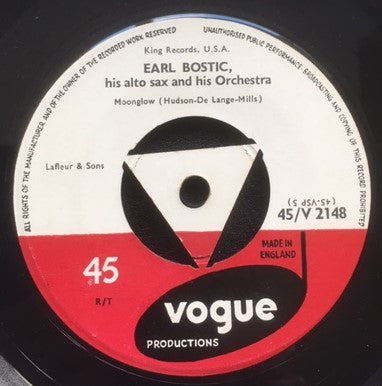 ALL RIGHTS OF THE MANUFACTURER AND OF THE OWNER OF THE RECORDED WORK RESERVED
UNAUTHORISED PUBLIC PERFORMANCE, BROADCASTING AND COPYING OF THIS RECORD PROHIBITED
King Records, U.S.A.
EARL BOSTIC,
his alto sax and his Orchestra
Moonglow (Hudson-De Lange-Mills)
Lafleur & Sons
(45-VSP 5)
45/V 2148
MADE IN
ENGLAND
45
R/T
vogue
PRODUCTIONS